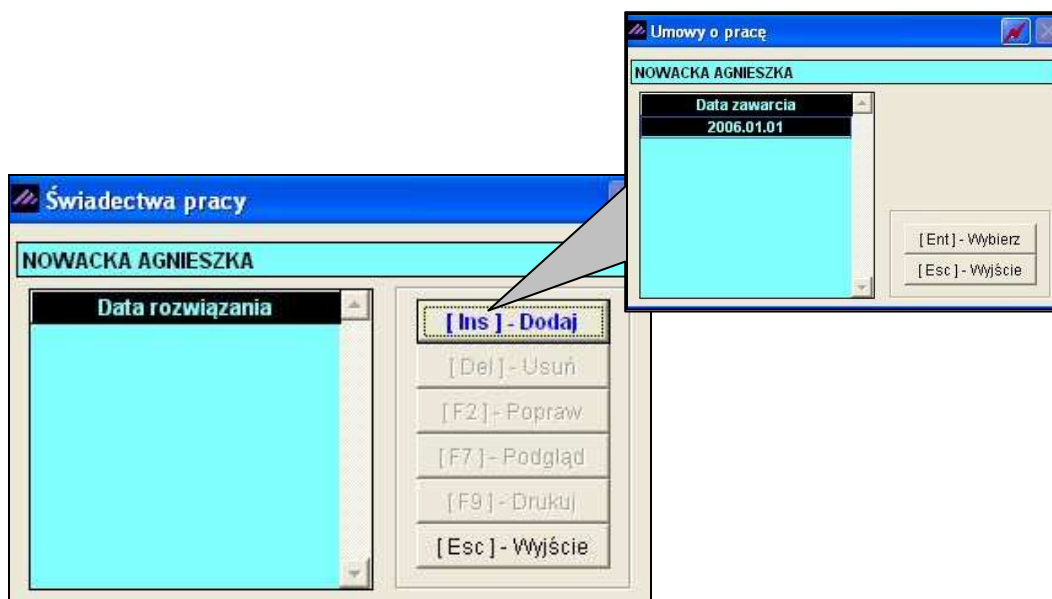 Umowy o pracę
NOWACKA AGNIESZKA
Data zawarcia
2006.01.01
[Ent] - Wybierz
[Esc] - Wyjście
Świadectwa pracy
NOWACKA AGNIESZKA
Data rozwiązania
[ Ins ] - Dodaj
[ Del ] - Usuń
[ F2 ] - Popraw
[ F7 ] - Podgląd
[ F9 ] - Drukuj
[ Esc ] - Wyjście